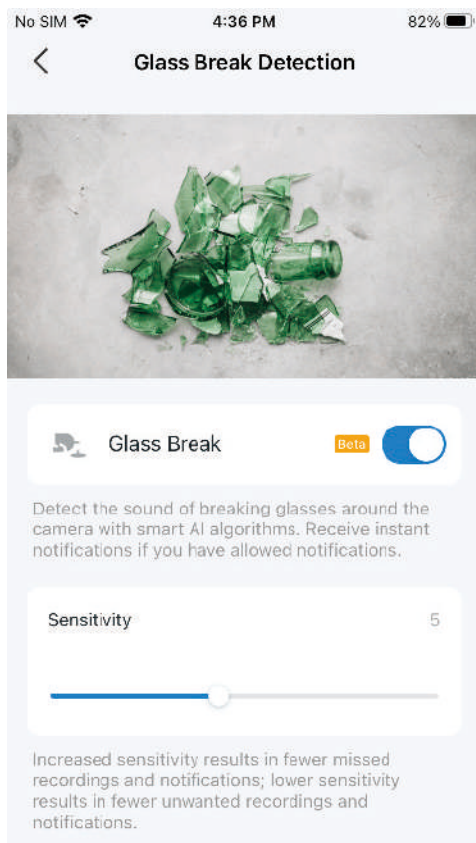 No SIM 4:36 PM 82%
Glass Break Detection
Glass Break Beta
Detect the sound of breaking glasses around the
camera with smart AI algorithms. Receive instant
notifications if you have allowed notifications.
Sensitivity 5
Increased sensitivity results in fewer missed
recordings and notifications; lower sensitivity
results in fewer unwanted recordings and
notifications.